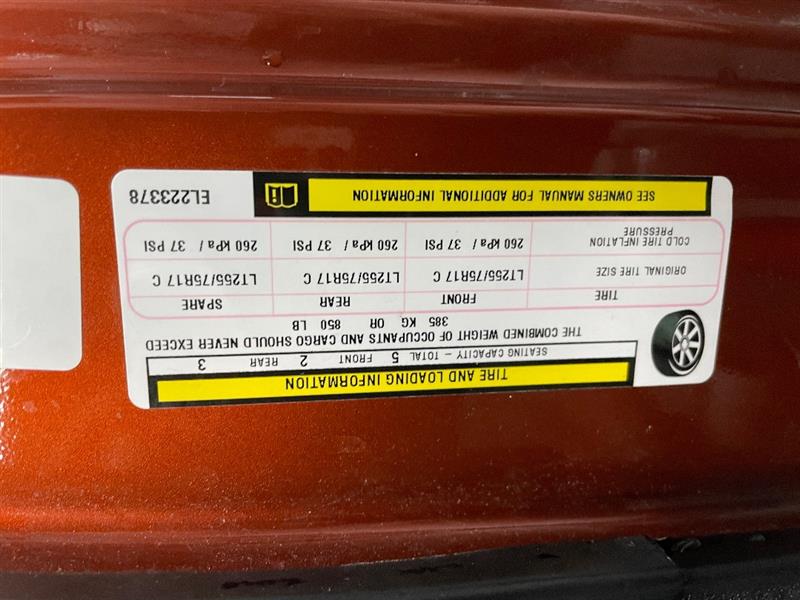 TIRE AND LOADING INFORMATION
SEATING CAPACITY - TOTAL 5 FRONT 2 REAR 3
THE COMBINED WEIGHT OF OCCUPANTS AND CARGO SHOULD NEVER EXCEED
385 KG OR 850 LB
TIRE FRONT REAR SPARE
ORIGINAL TIRE SIZE LT255/75R17 C LT255/75R17 C LT255/75R17 C
COLD TIRE INFLATION PRESSURE 260 kPa / 37 PSI 260 kPa / 37 PSI 260 kPa / 37 PSI
SEE OWNERS MANUAL FOR ADDITIONAL INFORMATION EL223378